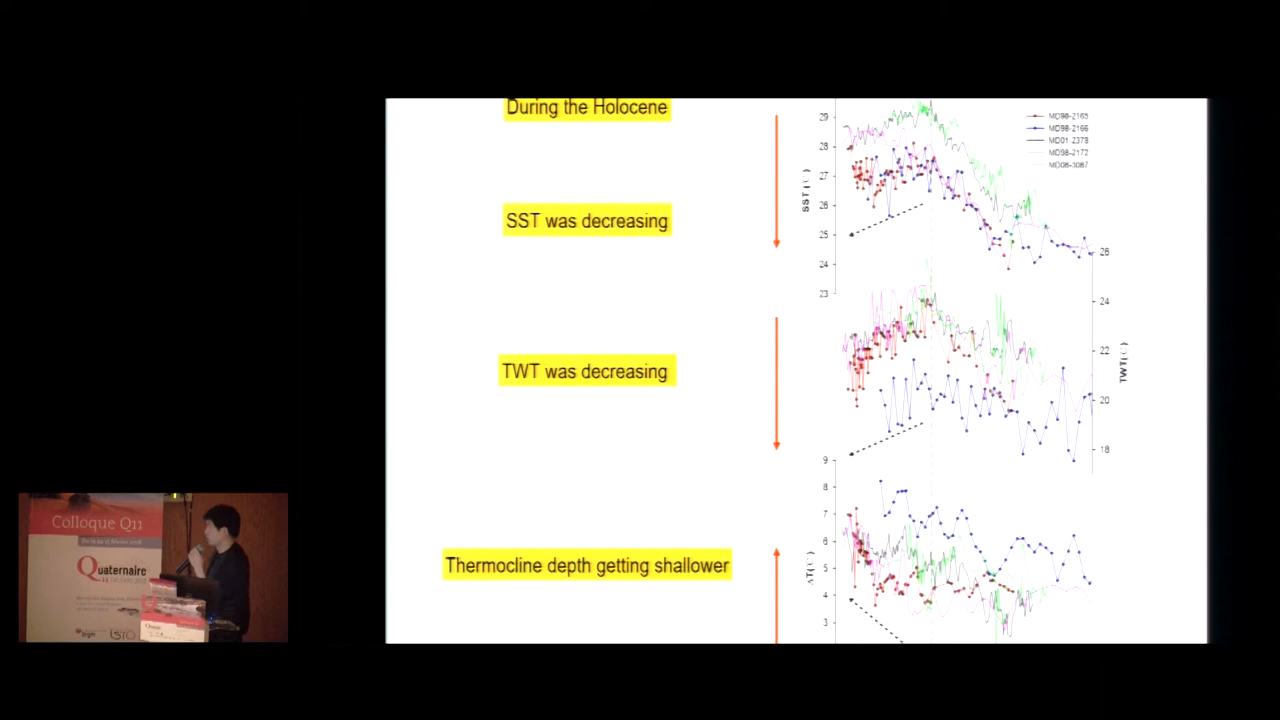 During the Holocene
SST was decreasing
TWT was decreasing
Thermocline depth getting shallower
29
28
27
26
25
24
23
SST (°C)
MD98-2165
MD98-2166
MD01-2378
MD98-2172
26
24
22
20
18
TWT(°C)
9
8
7
6
5
4
3
ΔT(°C)
Colloque Q11
Quaternaire